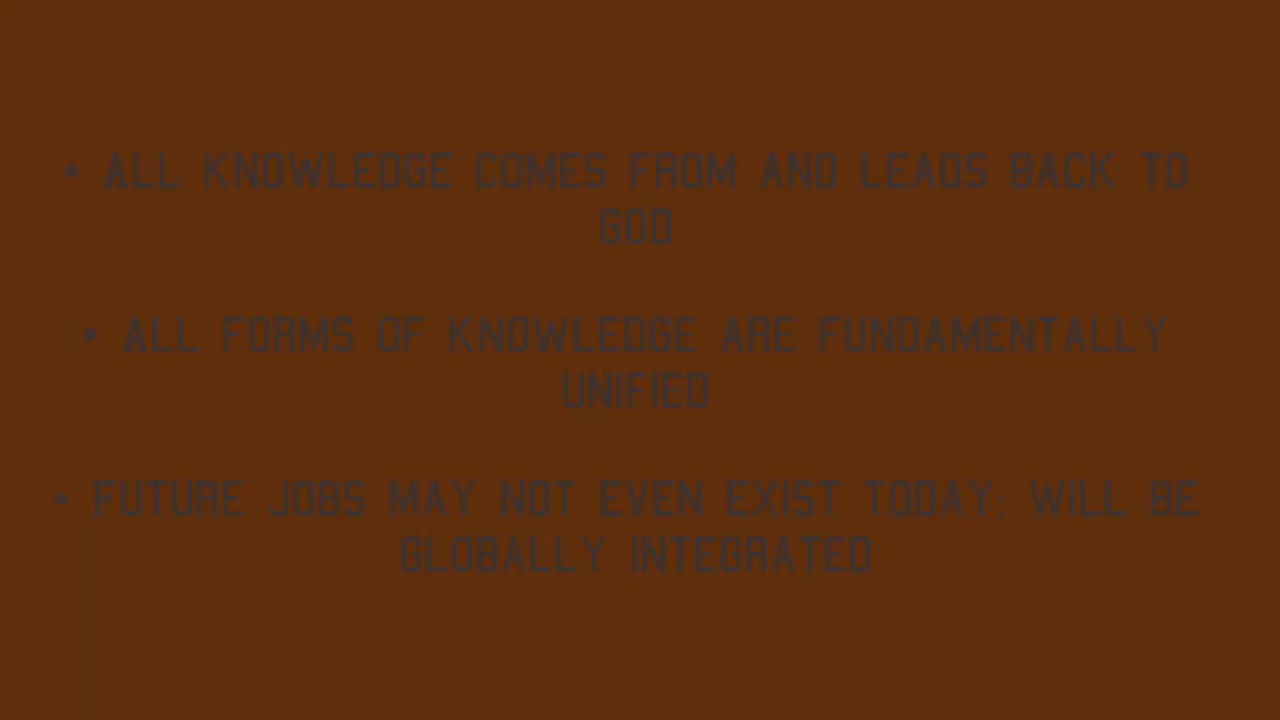 • ALL KNOWLEDGE COMES FROM AND LEADS BACK TO
GOD
• ALL FORMS OF KNOWLEDGE ARE FUNDAMENTALLY
UNIFIED
• FUTURE JOBS MAY NOT EVEN EXIST TODAY; WILL BE
GLOBALLY INTEGRATED